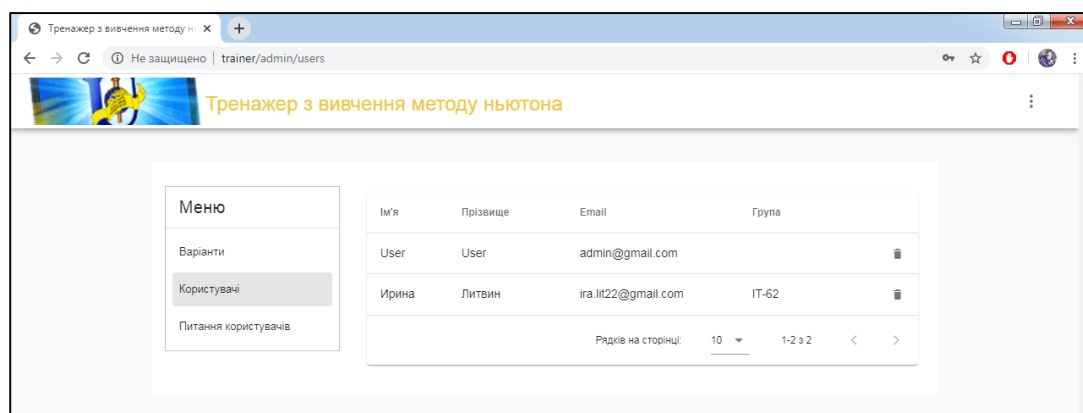 Тренажер з вивчення методу н
Не защищено | trainer/admin/users
Тренажер з вивчення методу ньютона
Меню
Варіанти
Користувачі
Питання користувачів
Ім'я Прізвище Email Група
User User admin@gmail.com
Ирина Литвин ira.lit22@gmail.com IT-62
Рядків на сторінці: 10 1-2 з 2